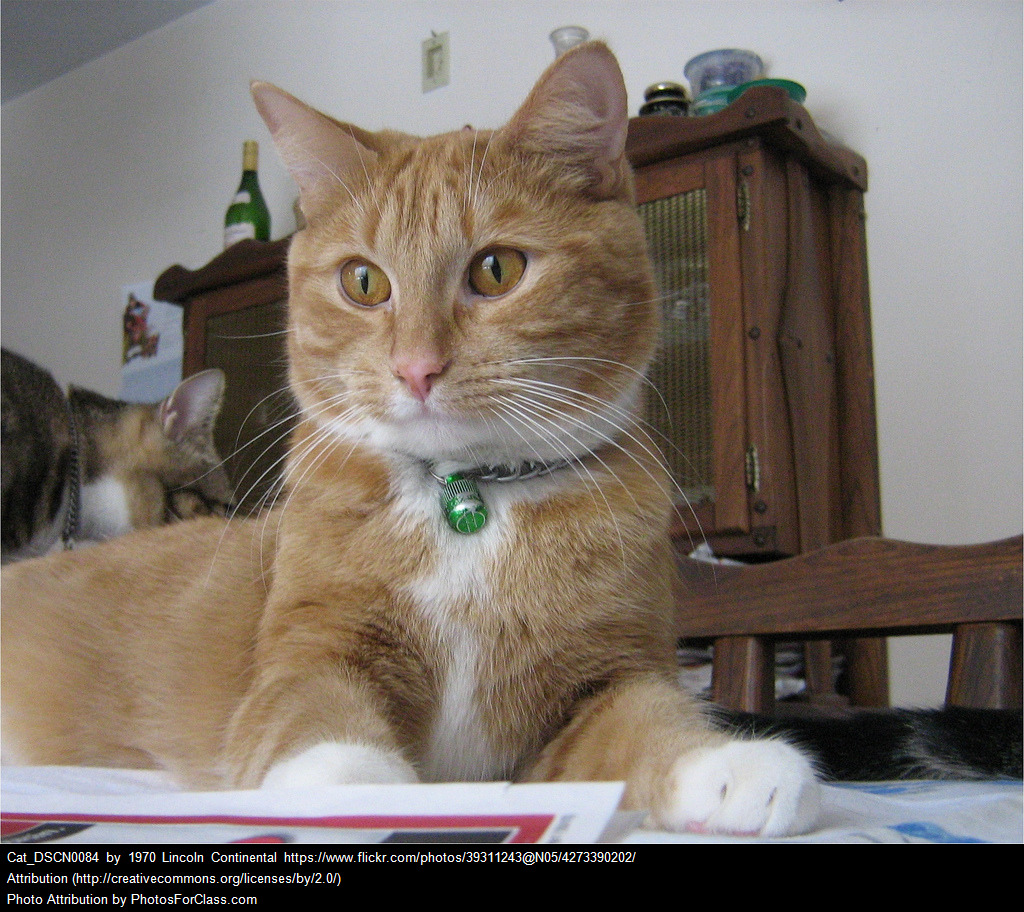 Cat_DSCN0084 by 1970 Lincoln Continental https://www.flickr.com/photos/39311243@N05/4273390202/
Attribution (http://creativecommons.org/licenses/by/2.0/)
Photo Attribution by PhotosForClass.com